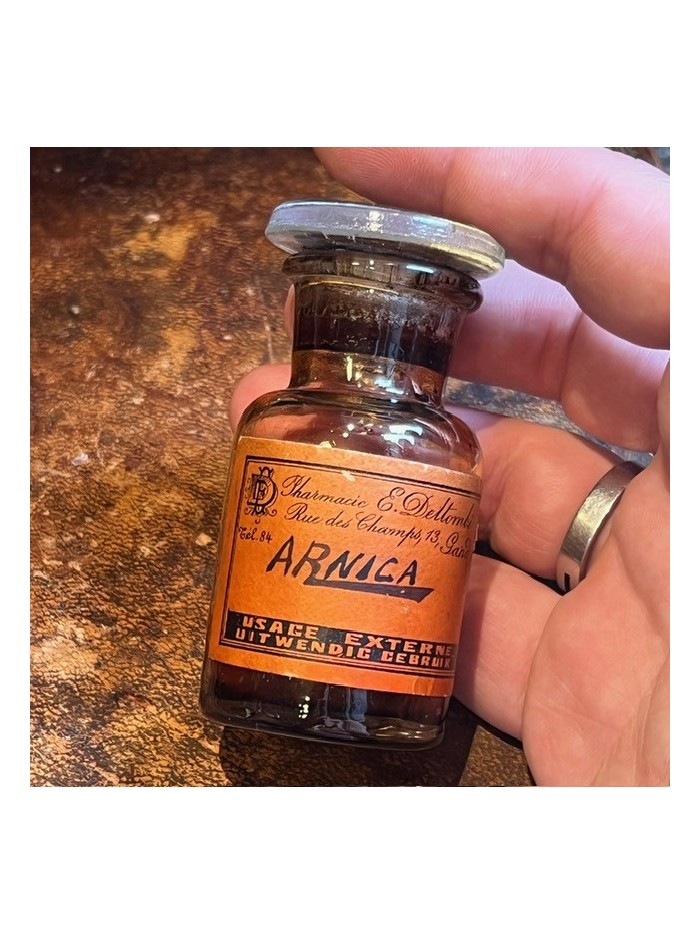 Pharmacie E. Deltomb
Rue des Champs, 13, Gand
Tél. 84
ARNICA
USAGE EXTERNE
UITWENDIG GEBRUIK